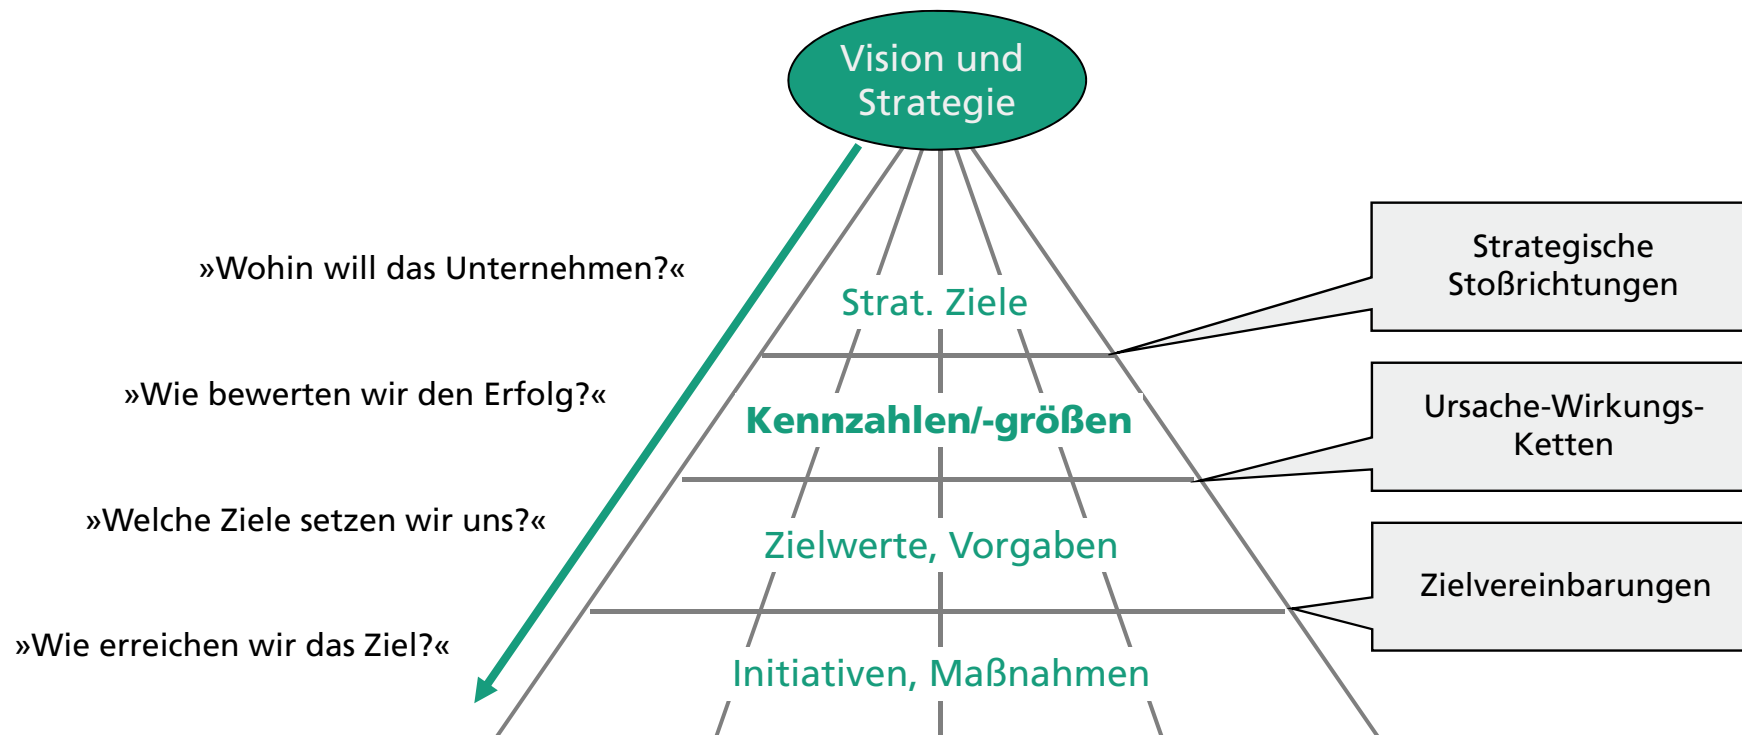 Vision und
Strategie
»Wohin will das Unternehmen?«
Strat. Ziele
Strategische
Stoßrichtungen
»Wie bewerten wir den Erfolg?«
Kennzahlen/-größen
Ursache-Wirkungs-
Ketten
»Welche Ziele setzen wir uns?«
Zielwerte, Vorgaben
Zielvereinbarungen
»Wie erreichen wir das Ziel?«
Initiativen, Maßnahmen